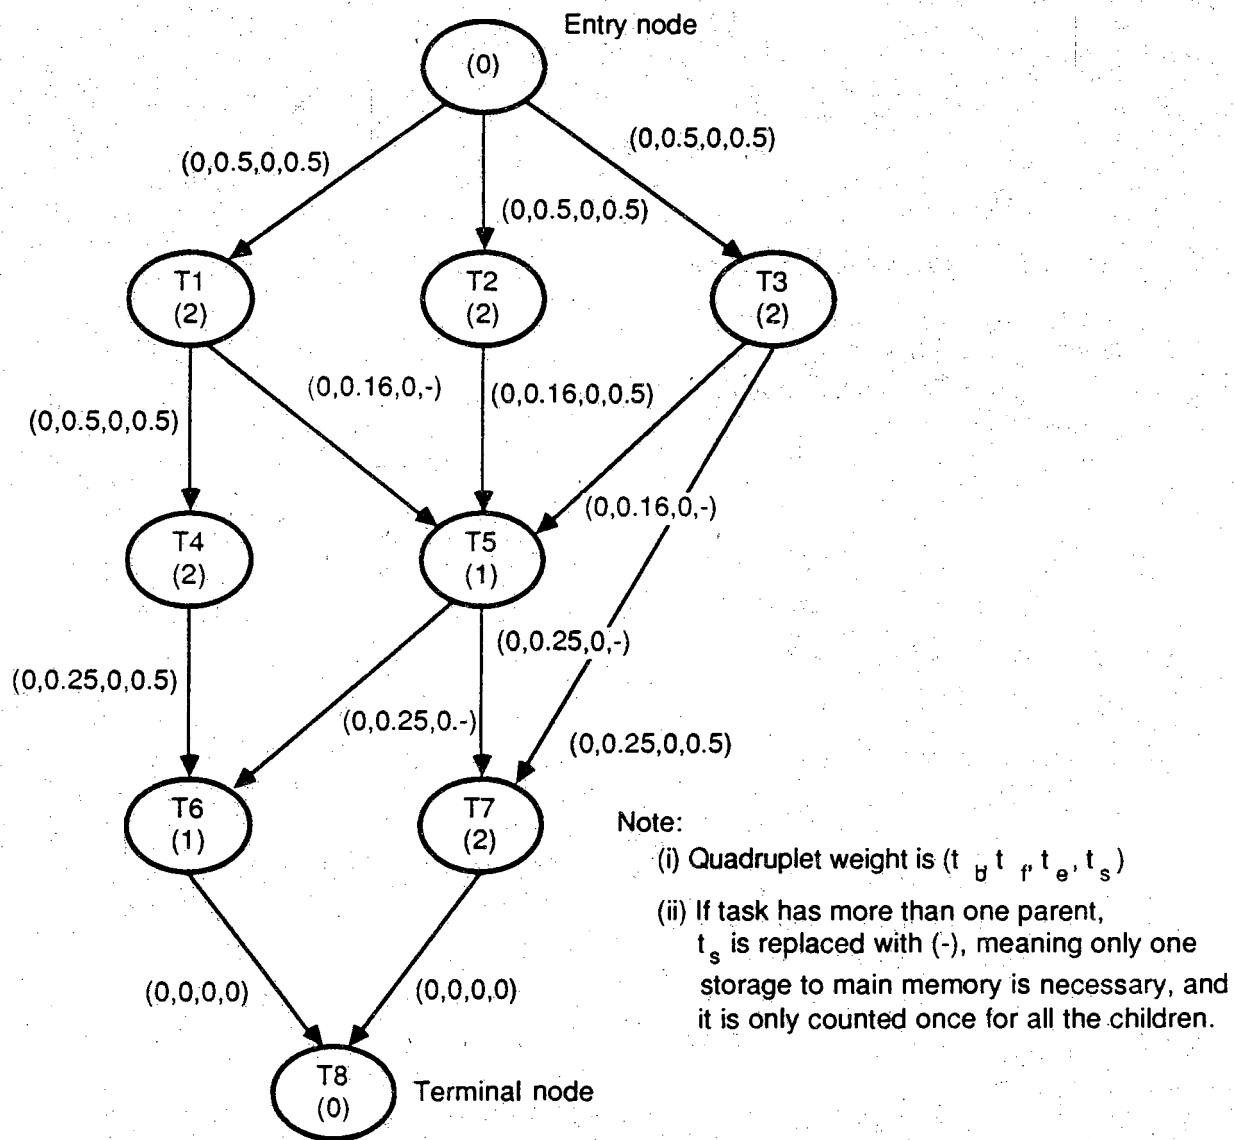 Entry node
(0)
(0,0.5,0,0.5)
(0,0.5,0,0.5)
(0,0.5,0,0.5)
T1
(2)
T2
(2)
T3
(2)
(0,0.5,0,0.5)
(0,0.16,0,-)
(0,0.16,0,0.5)
(0,0.16,0,-)
T4
(2)
T5
(1)
(0,0.25,0,0.5)
(0,0.25,0.-)
(0,0.25,0,-)
(0,0.25,0,0.5)
T6
(1)
T7
(2)
(0,0,0,0)
(0,0,0,0)
T8
(0)
Terminal node
Note:
(i) Quadruplet weight is (t b, t f, t e, t s)
(ii) If task has more than one parent,
t s is replaced with (-), meaning only one
storage to main memory is necessary, and
it is only counted once for all the children.